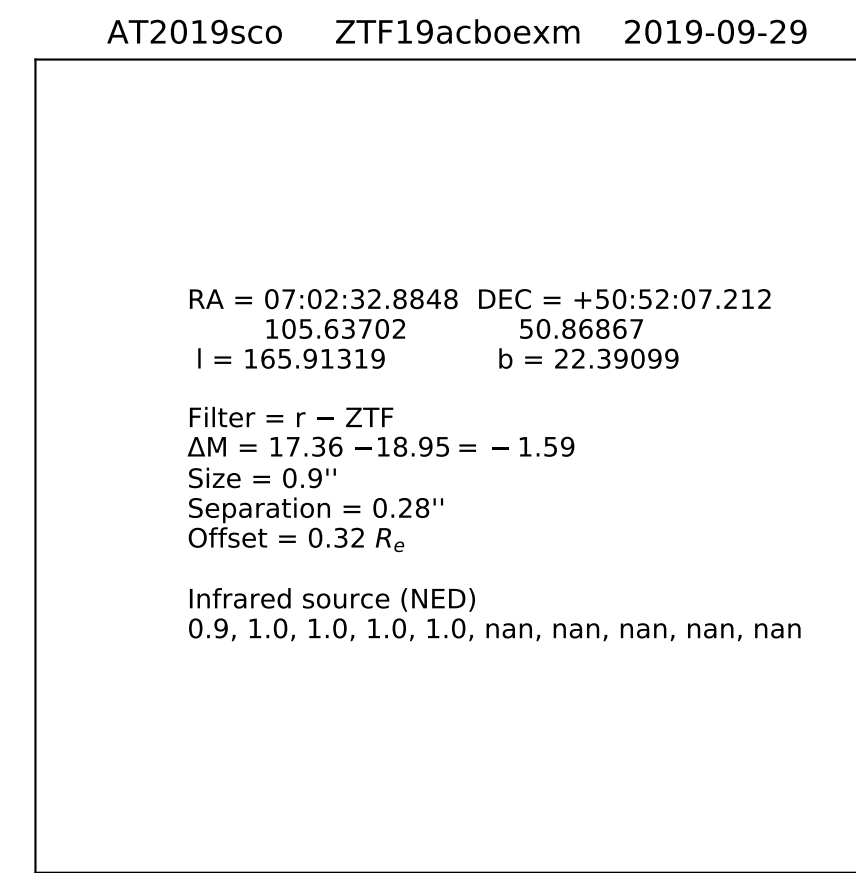 AT2019sco ZTF19acboexm 2019-09-29
RA = 07:02:32.8848 DEC = +50:52:07.212
105.63702 50.86867
l = 165.91319 b = 22.39099
Filter = r − ZTF
ΔM = 17.36 −18.95 = − 1.59
Size = 0.9''
Separation = 0.28''
Offset = 0.32 Re
Infrared source (NED)
0.9, 1.0, 1.0, 1.0, 1.0, nan, nan, nan, nan, nan